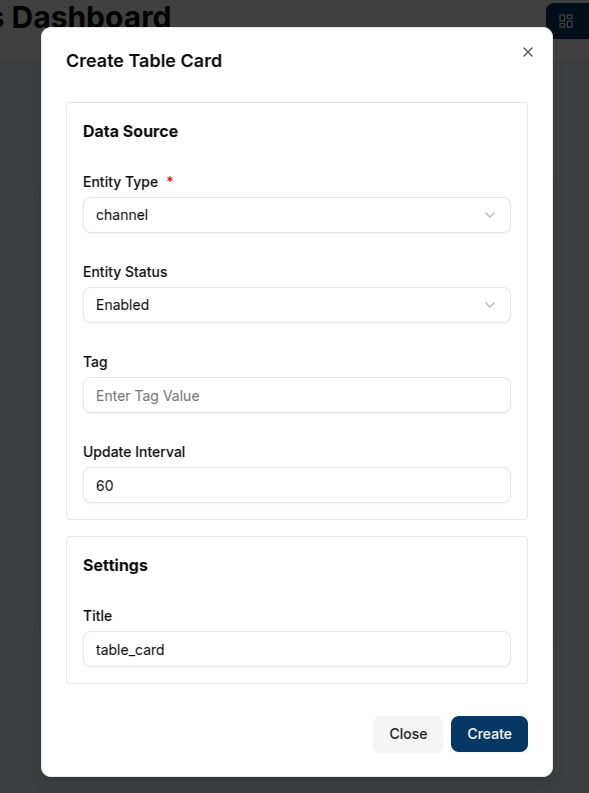 s Dashboard
Create Table Card
Data Source
Entity Type *
channel
Entity Status
Enabled
Tag
Enter Tag Value
Update Interval
60
Settings
Title
table_card
Close
Create